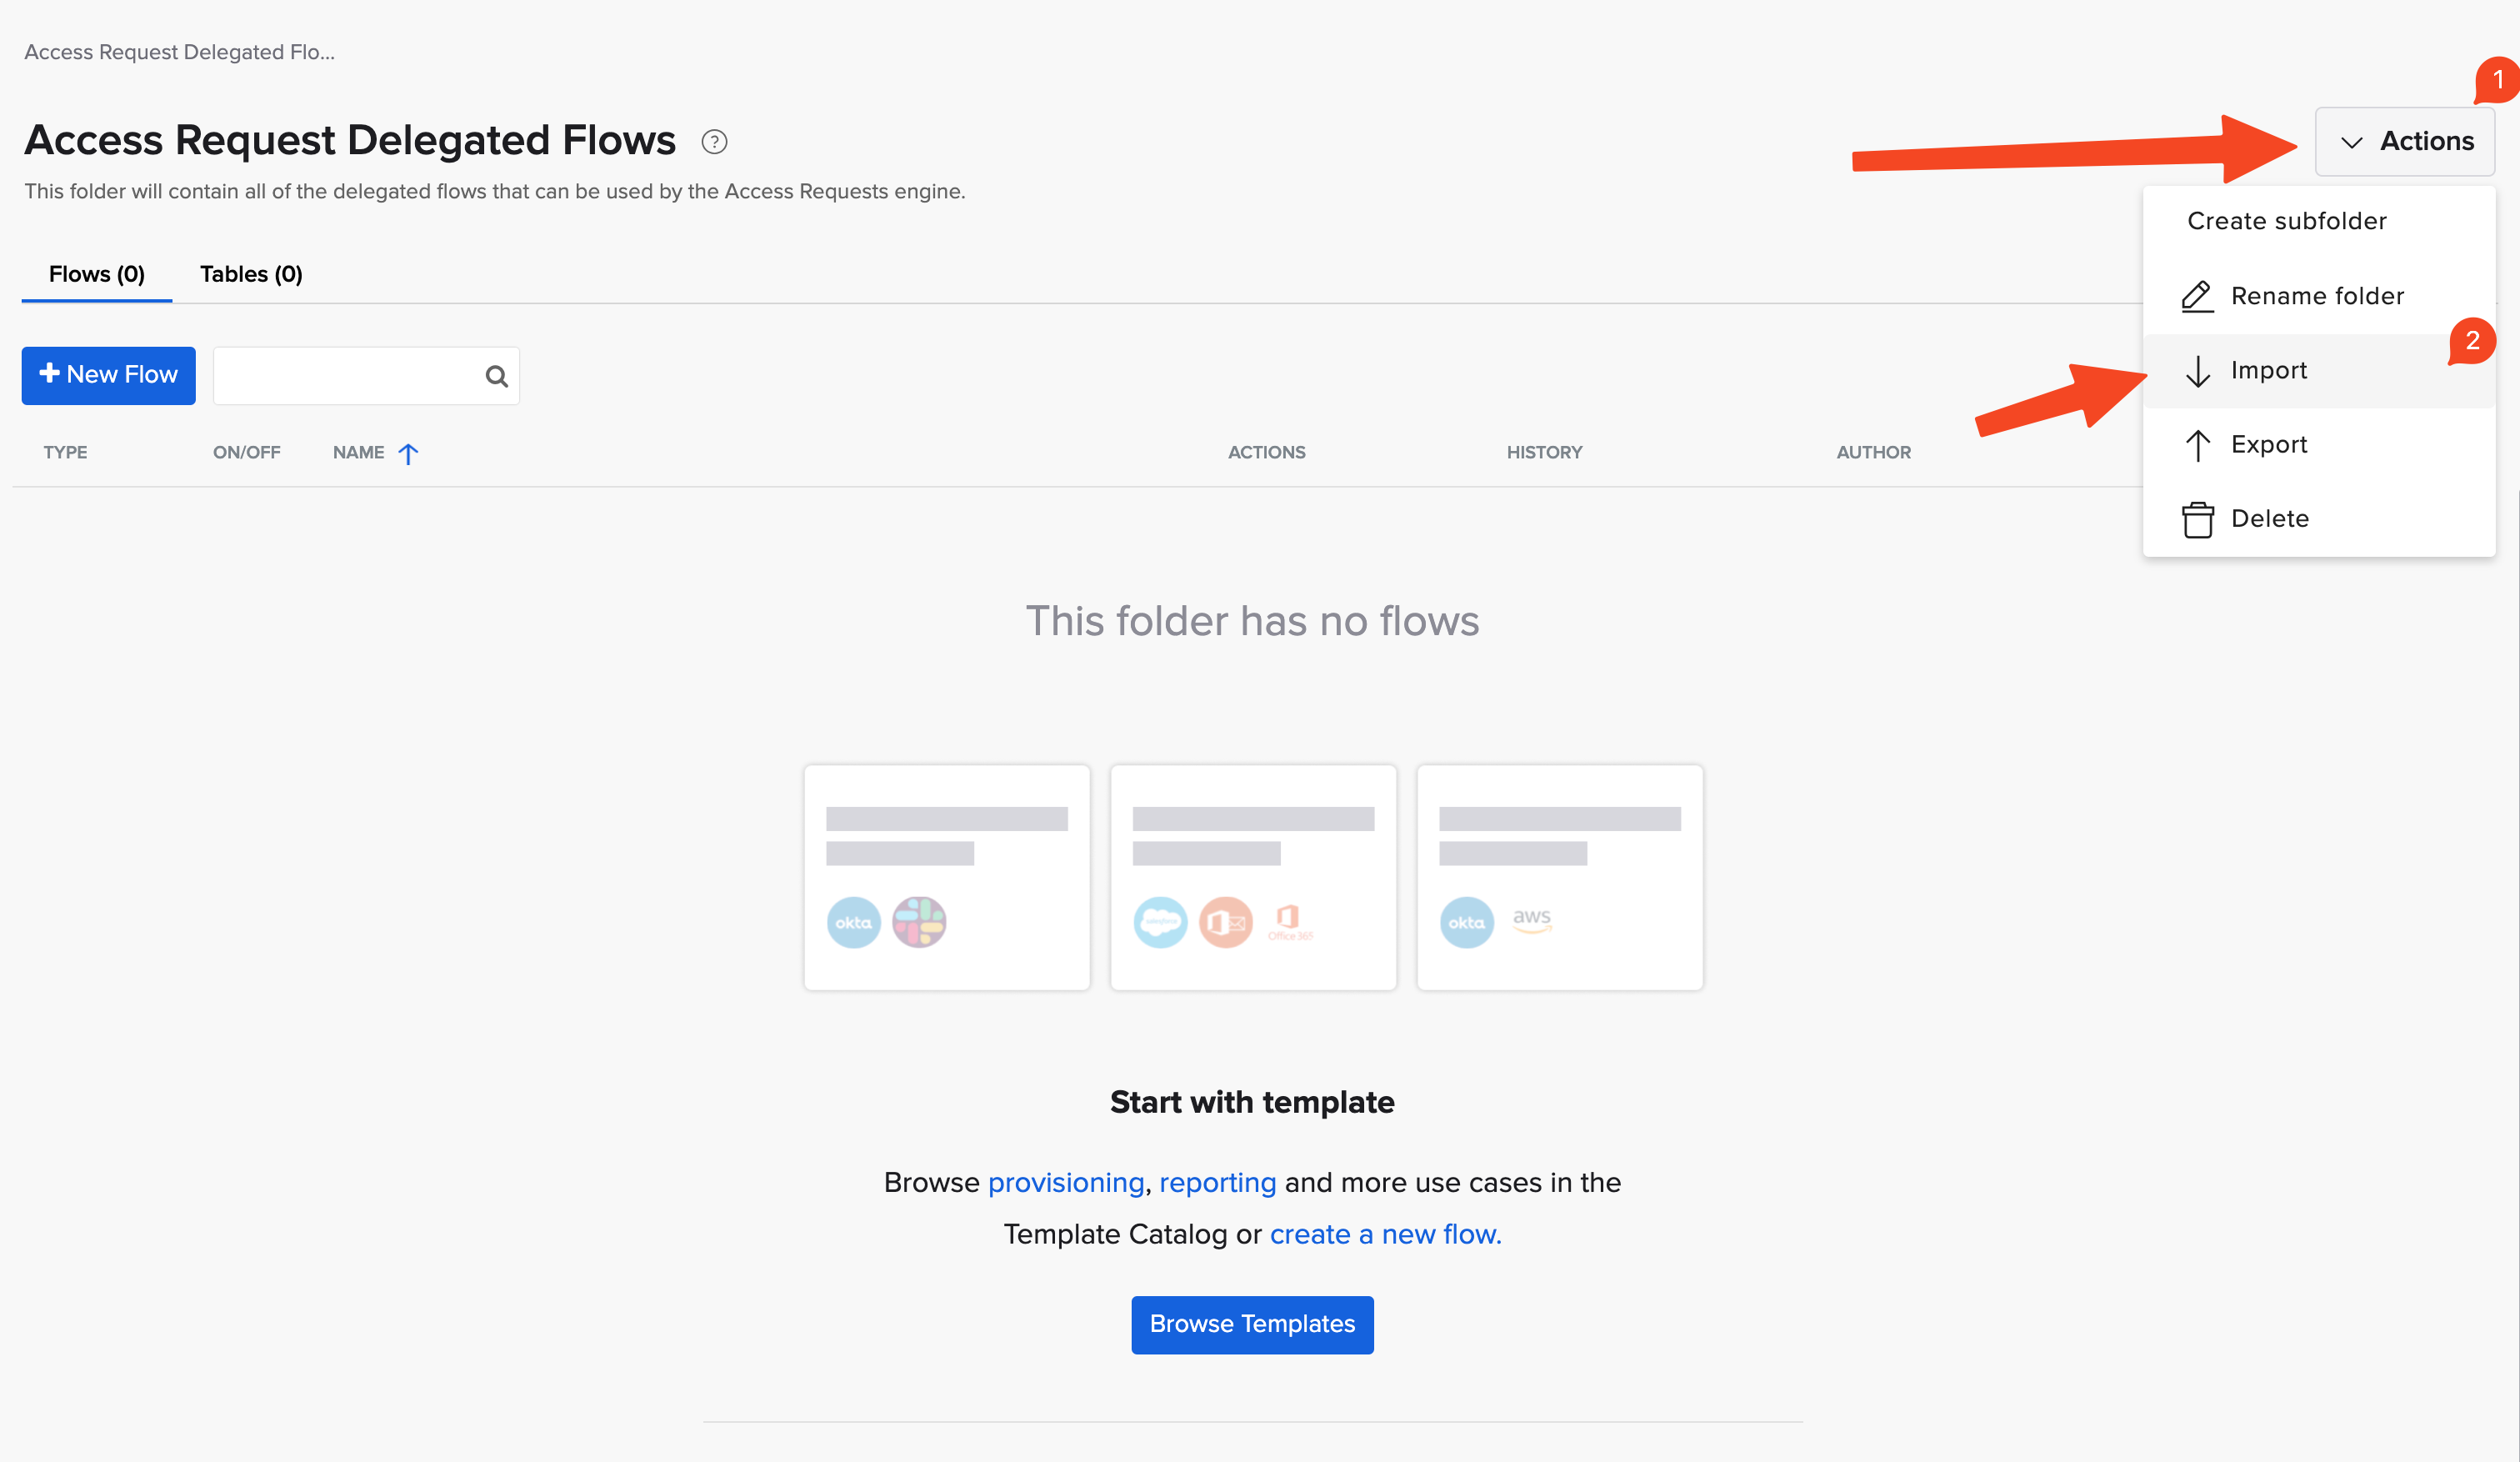 Access Request Delegated Flo...
1
Access Request Delegated Flows ?
Actions
This folder will contain all of the delegated flows that can be used by the Access Requests engine.
Create subfolder
Flows (0) Tables (0)
Rename folder
2
Import
+ New Flow
Export
TYPE ON/OFF NAME ACTIONS HISTORY AUTHOR
Delete
This folder has no flows
okta
salesforce
Office 365
okta
aws
Start with template
Browse provisioning, reporting and more use cases in the
Template Catalog or create a new flow.
Browse Templates